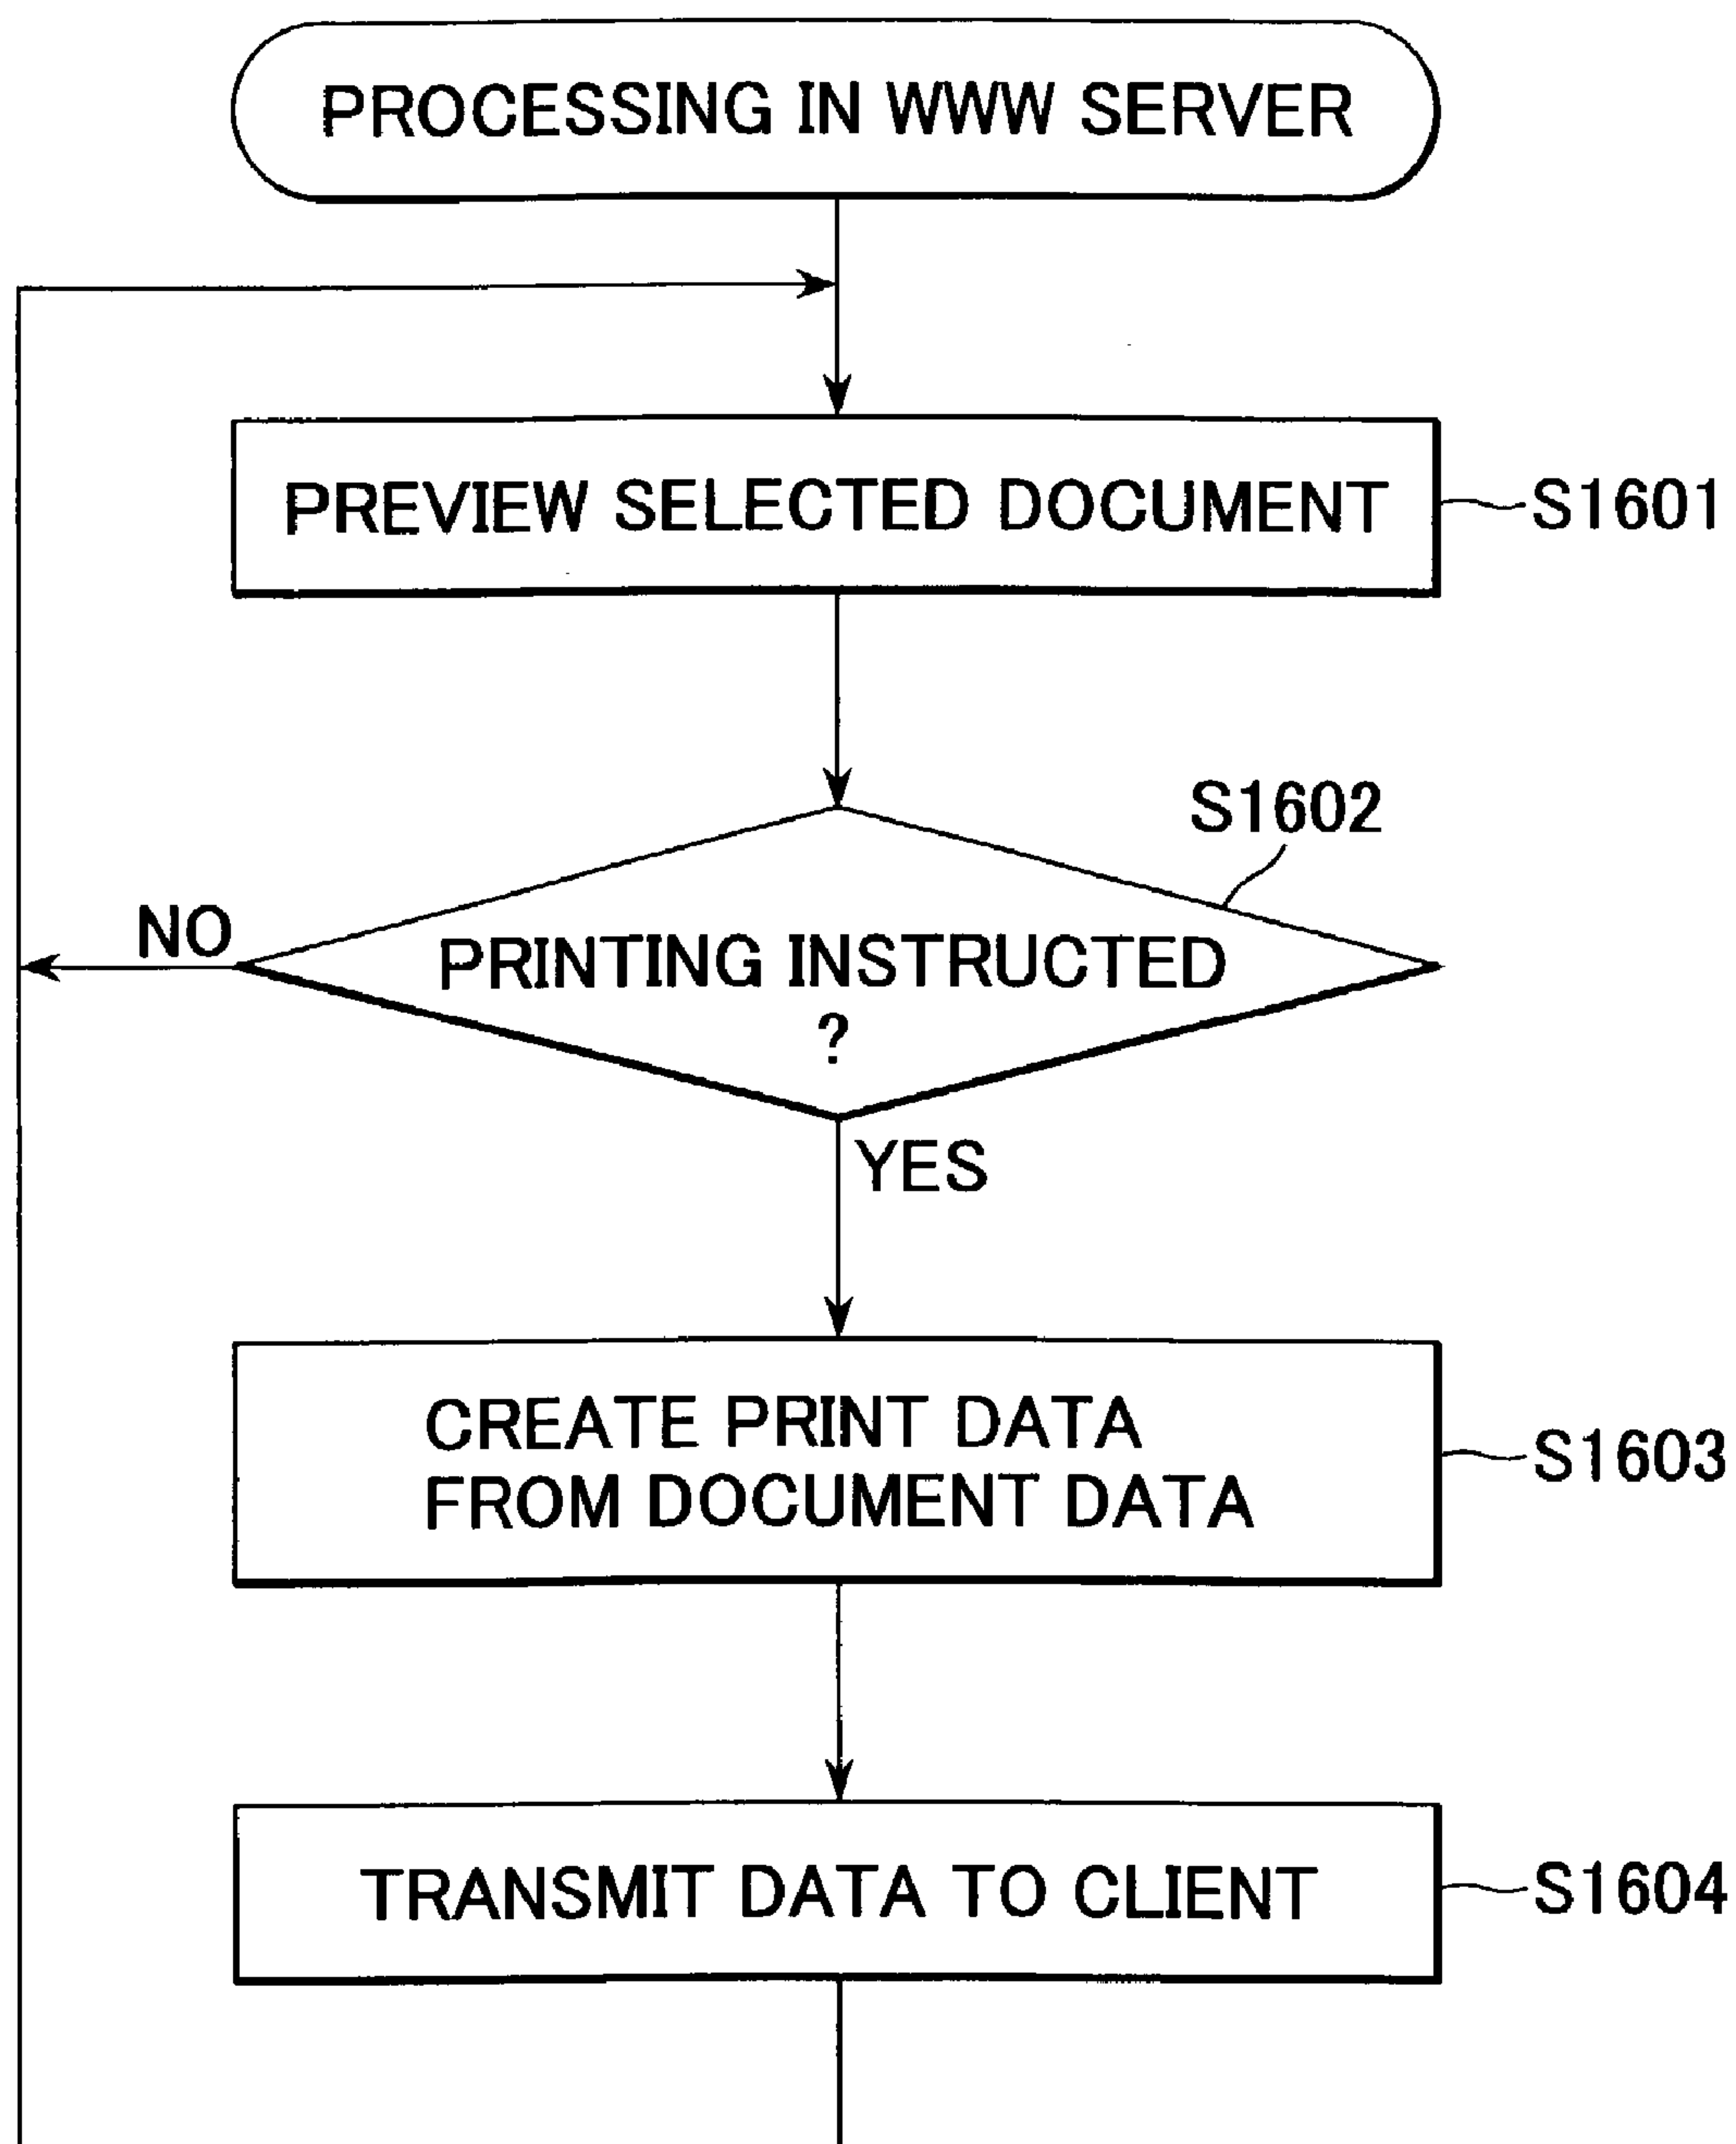 PROCESSING IN WWW SERVER
PREVIEW SELECTED DOCUMENT
S1601
S1602
NO
PRINTING INSTRUCTED
?
YES
CREATE PRINT DATA
FROM DOCUMENT DATA
S1603
TRANSMIT DATA TO CLIENT
S1604